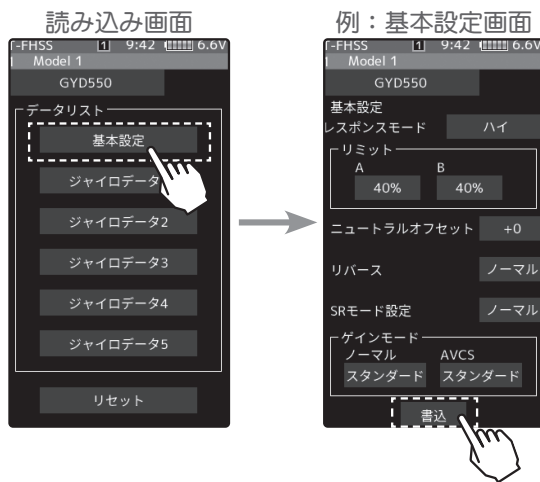 読み込み画面
T-FHSS 1 9:42 6.6V
1 Model 1
GYD550
データリスト
基本設定
ジャイロデータ
ジャイロデータ2
ジャイロデータ3
ジャイロデータ4
ジャイロデータ5
リセット
例：基本設定画面
T-FHSS 1 9:42 6.6V
1 Model 1
GYD550
基本設定
レスポンスモード ハイ
リミット
A B
40% 40%
ニュートラルオフセット +0
リバース ノーマル
SRモード設定 ノーマル
ゲインモード
ノーマル AVCS
スタンダード スタンダード
書込